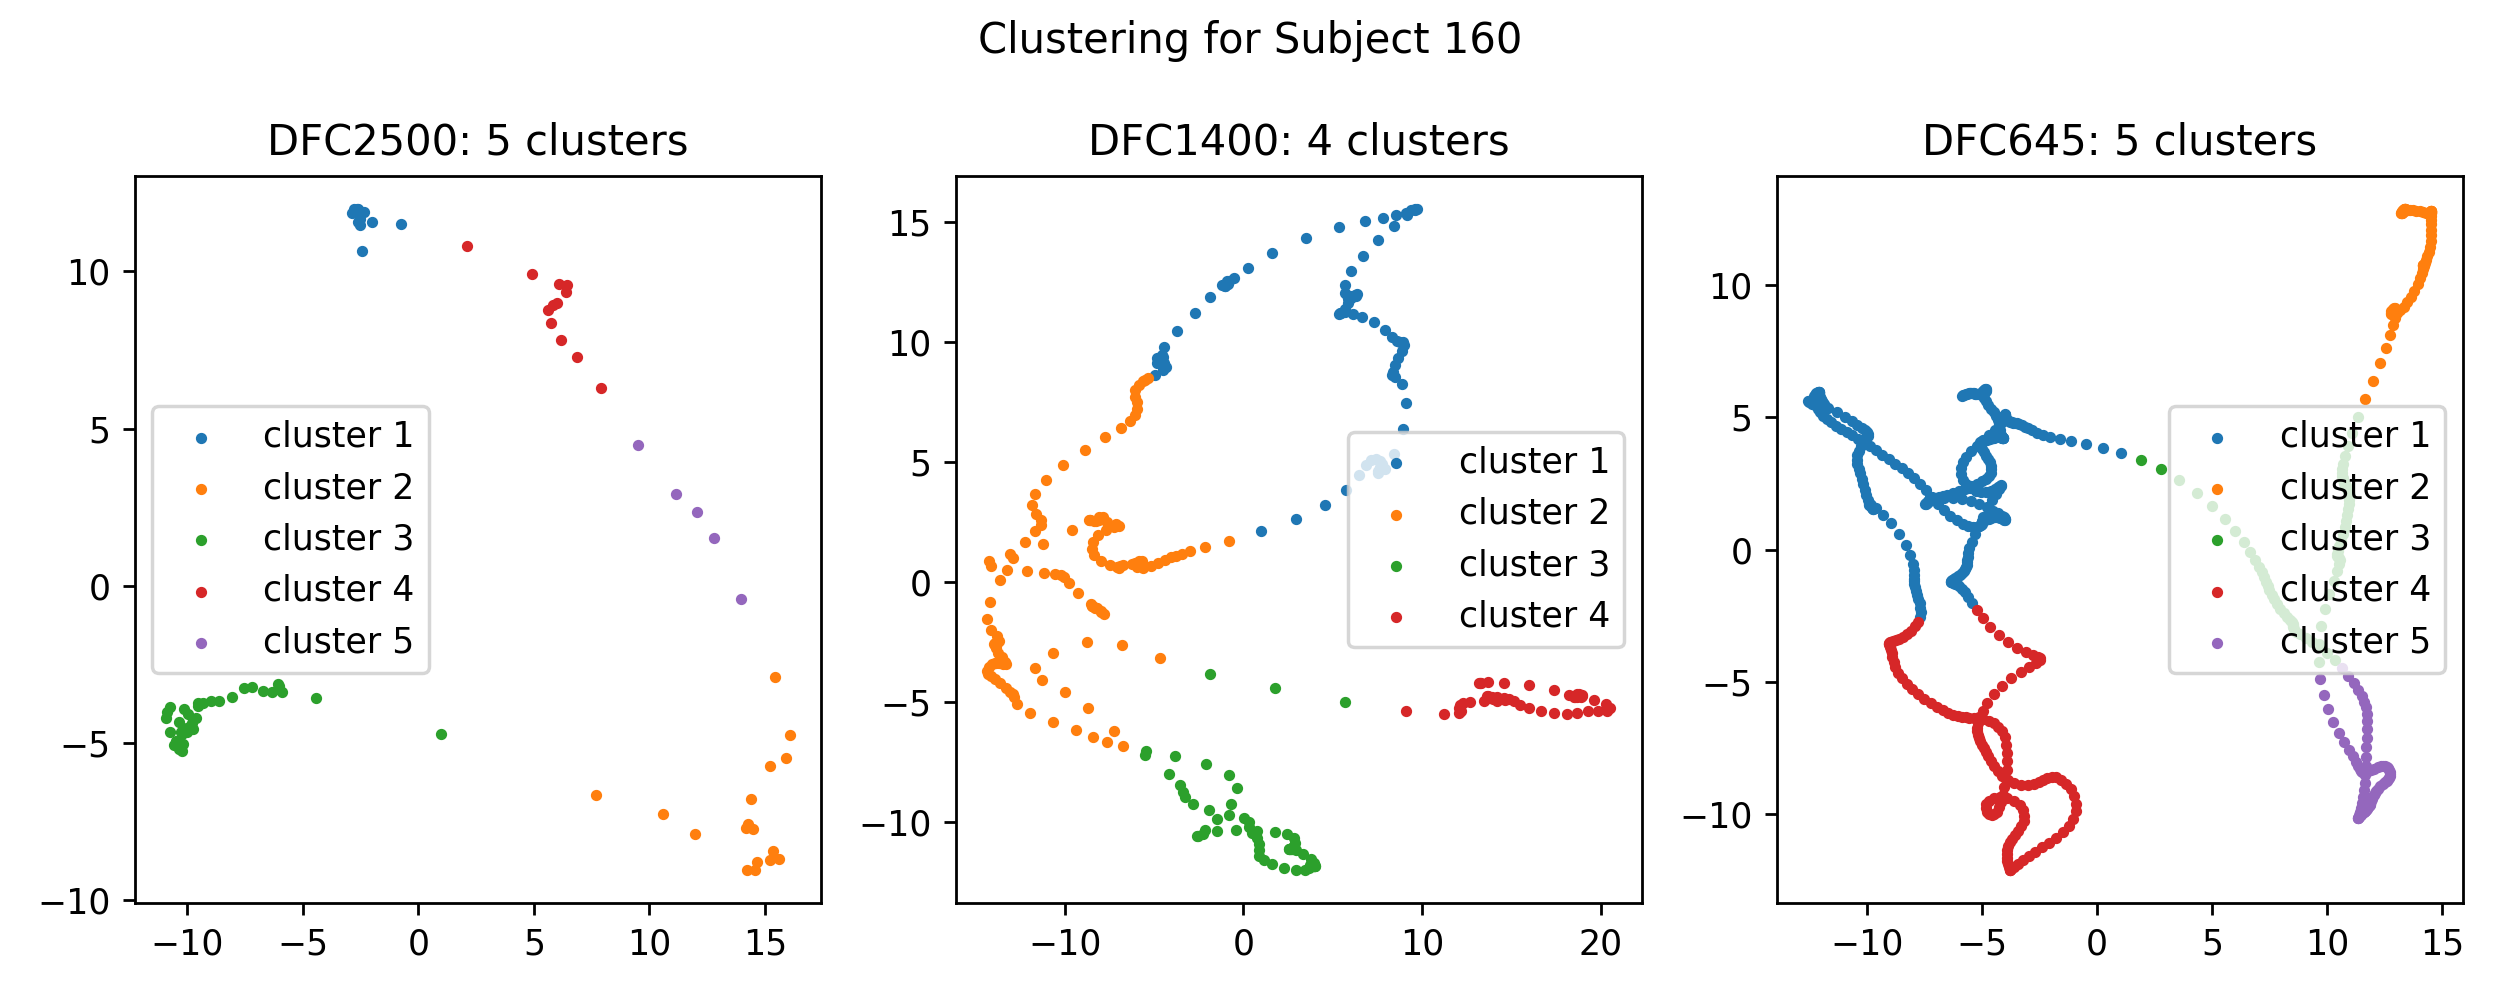 Clustering for Subject 160
DFC2500: 5 clusters
10
5
0
−5
−10
−10 −5 0 5 10 15
cluster 1
cluster 2
cluster 3
cluster 4
cluster 5
DFC1400: 4 clusters
15
10
5
0
−5
−10
−10 0 10 20
cluster 1
cluster 2
cluster 3
cluster 4
DFC645: 5 clusters
10
5
0
−5
−10
−10 −5 0 5 10 15
cluster 1
cluster 2
cluster 3
cluster 4
cluster 5